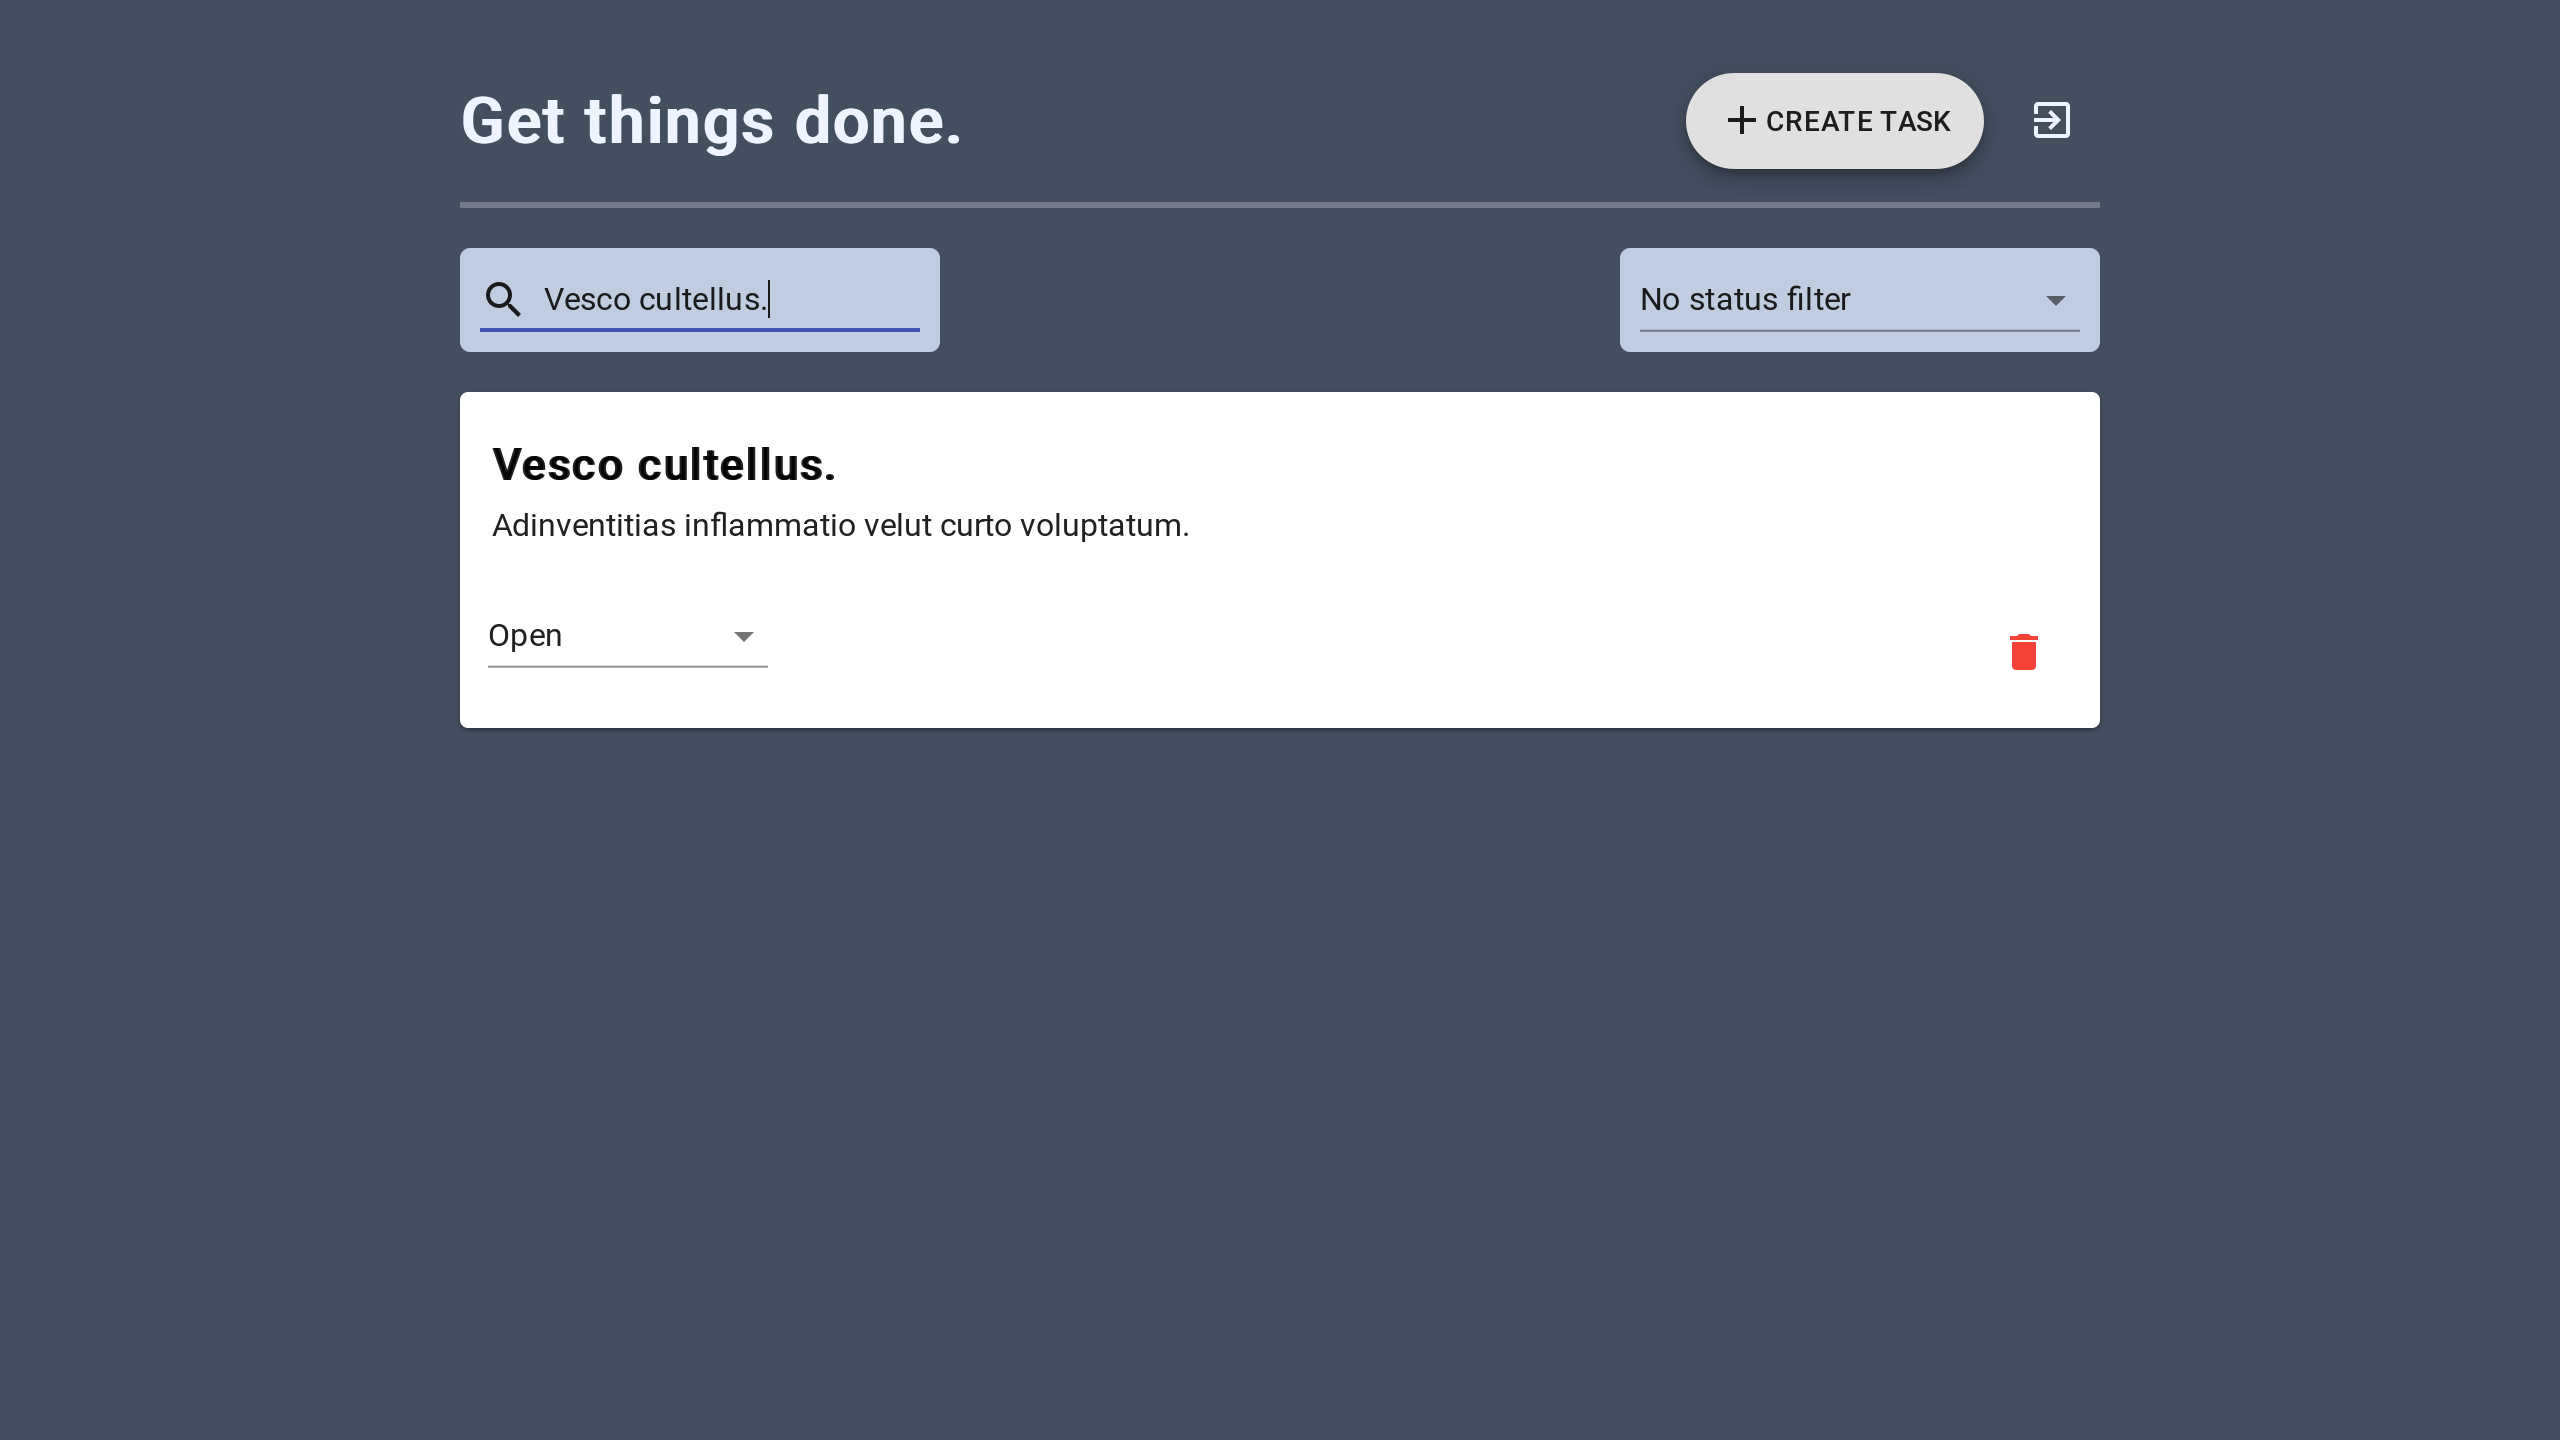 Get things done.
CREATE TASK
Vesco cultellus.
No status filter
Vesco cultellus.
Adinventitias inflammatio velut curto voluptatum.
Open